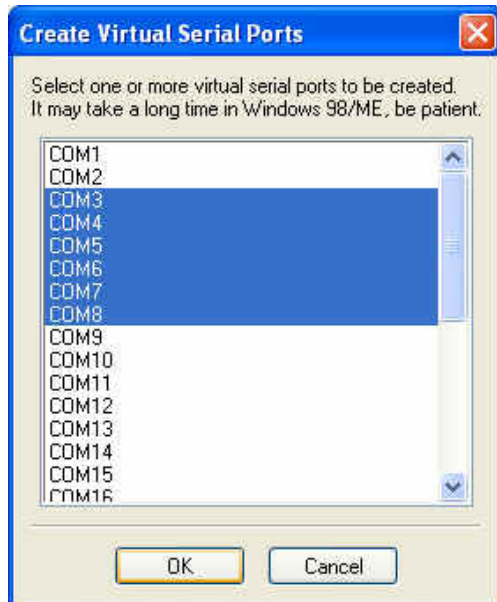 Create Virtual Serial Ports
Select one or more virtual serial ports to be created.
It may take a long time in Windows 98/ME, be patient.
COM1
COM2
COM3
COM4
COM5
COM6
COM7
COM8
COM9
COM10
COM11
COM12
COM13
COM14
COM15
COM16
OK
Cancel